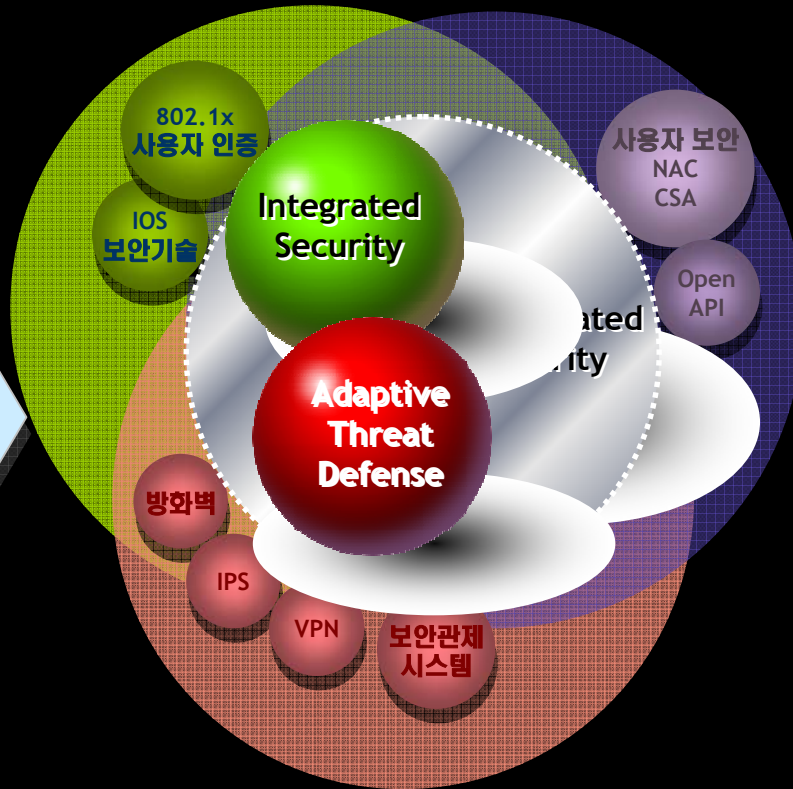 802.1x
사용자 인증
IOS
보안기술
Integrated
Security
사용자 보안
NAC
CSA
Open
API
ated
ity
Adaptive
Threat
Defense
방화벽
IPS
VPN
보안관제
시스템